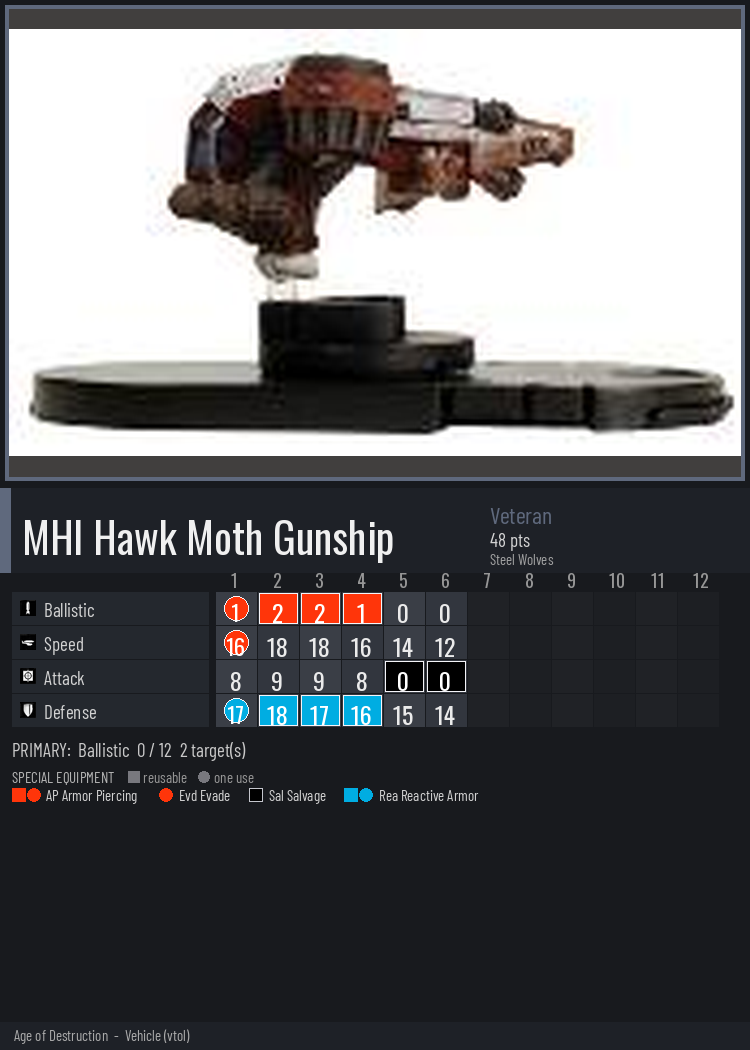 MHI Hawk Moth Gunship
Veteran
48 pts
Steel Wolves
1 2 3 4 5 6 7 8 9 10 11 12
Ballistic 1 2 2 1 0 0
Speed 16 18 18 16 14 12
Attack 8 9 9 8 0 0
Defense 17 18 17 16 15 14
PRIMARY: Ballistic 0 / 12 2 target(s)
SPECIAL EQUIPMENT reusable one use
AP Armor Piercing Evd Evade Sal Salvage Rea Reactive Armor
Age of Destruction - Vehicle (vtol)